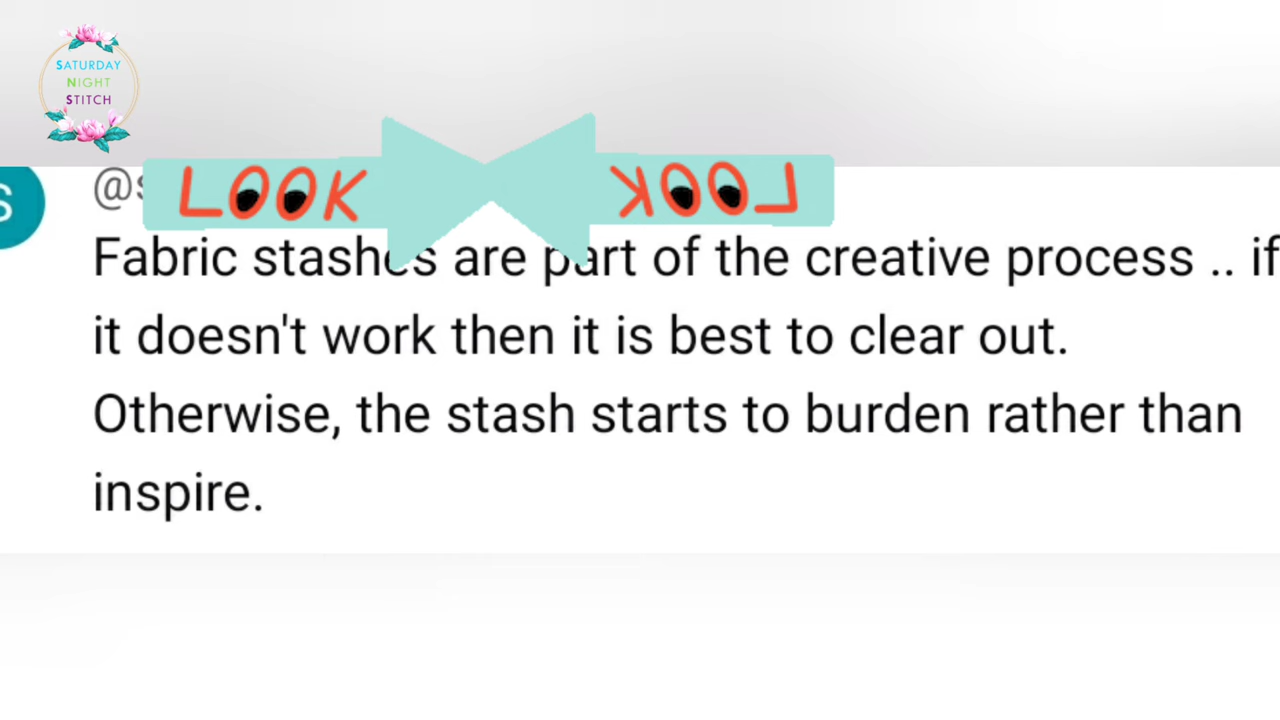 SATURDAY
NIGHT
STITCH
S
@s
LOOK LOOK
Fabric stashes are part of the creative process .. if
it doesn't work then it is best to clear out.
Otherwise, the stash starts to burden rather than
inspire.